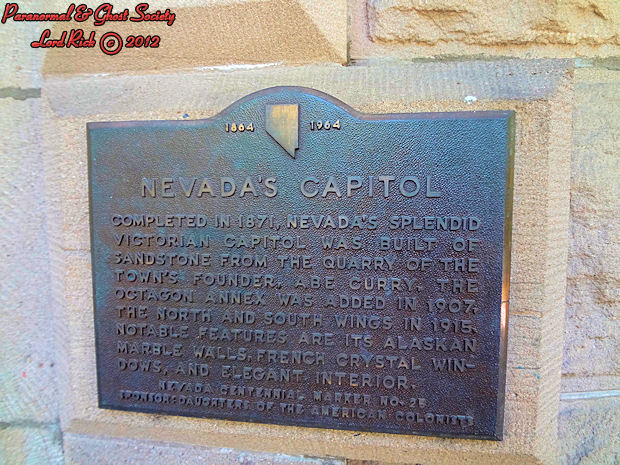 Paranormal & Ghost Society
Lord Rick © 2012
1864 1964
NEVADA'S CAPITOL
COMPLETED IN 1871, NEVADA'S SPLENDID
VICTORIAN CAPITOL WAS BUILT OF
SANDSTONE FROM THE QUARRY OF THE
TOWN'S FOUNDER, ABE CURRY. THE
OCTAGON ANNEX WAS ADDED IN 1907,
THE NORTH AND SOUTH WINGS IN 1915.
NOTABLE FEATURES ARE ITS ALASKAN
MARBLE WALLS, FRENCH CRYSTAL WIN-
DOWS, AND ELEGANT INTERIOR.
NEVADA CENTENNIAL MARKER NO. 25
SPONSOR: DAUGHTERS OF THE AMERICAN COLONISTS